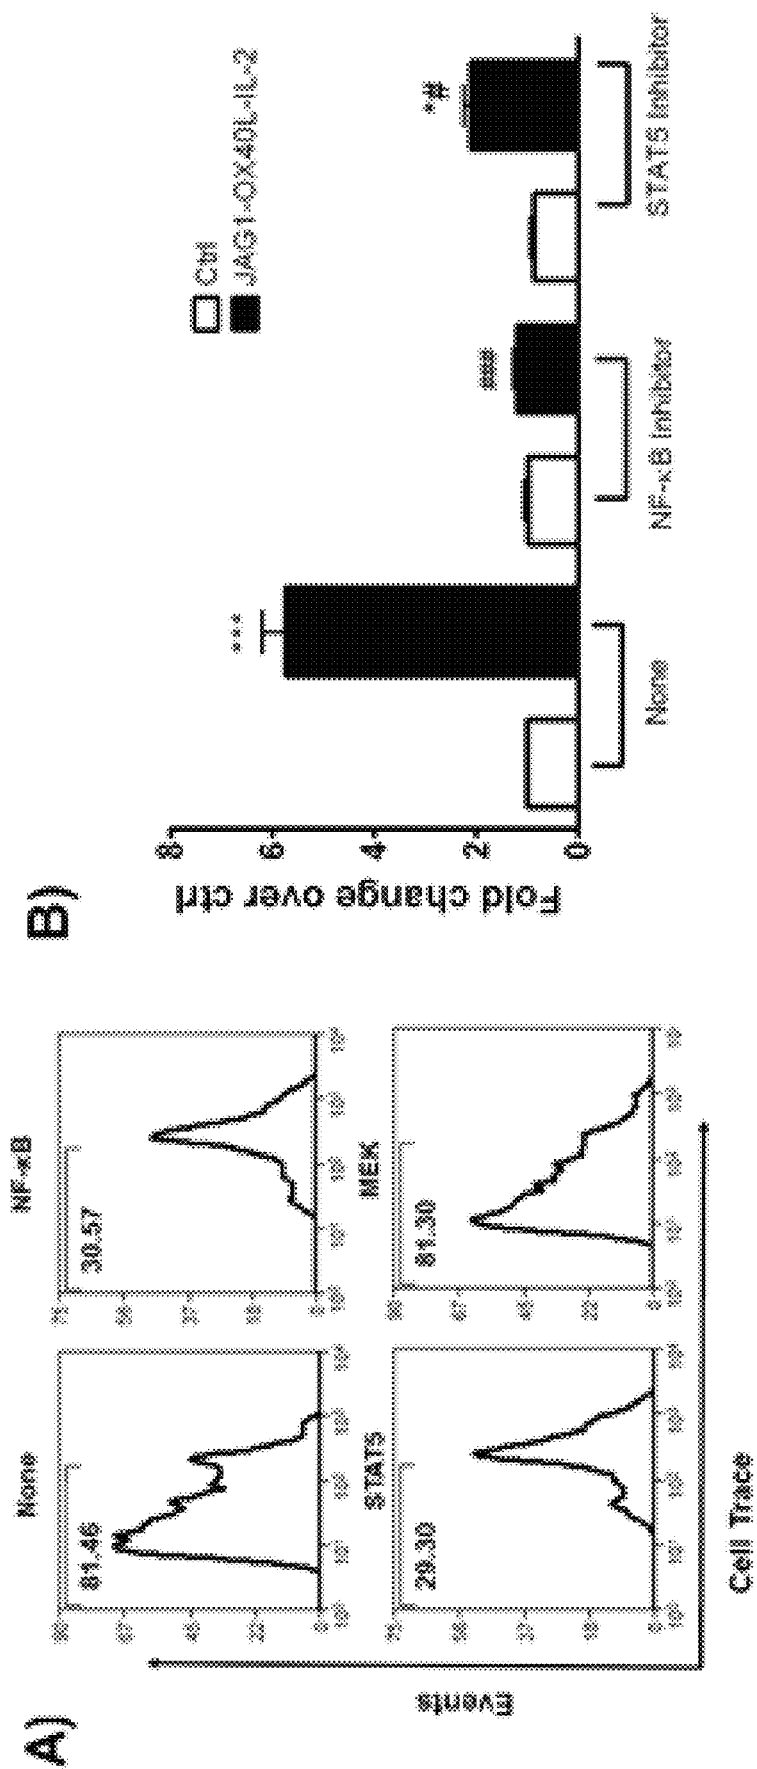 A)
None
81.46
NF-κB
30.57
STAT5
29.30
MEK
81.30
Events
Cell Trace
B)
Fold change over ctrl
8
6
4
2
0
Ctrl
JAG1-OX40L-IL-2
***
###
*#
None
NF-κB Inhibitor
STAT5 Inhibitor